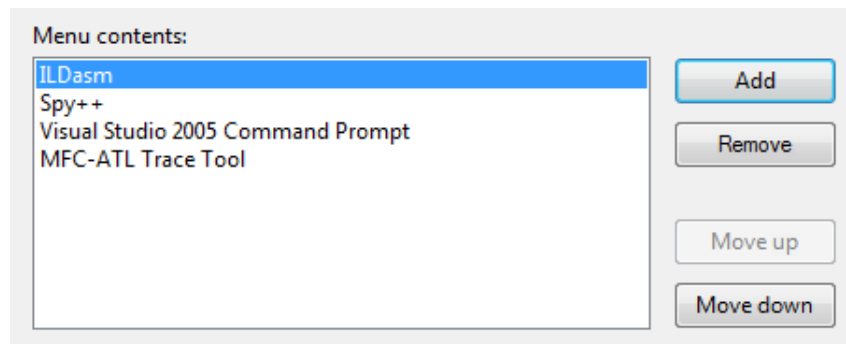 Menu contents:
ILDasm
Spy++
Visual Studio 2005 Command Prompt
MFC-ATL Trace Tool
Add
Remove
Move up
Move down